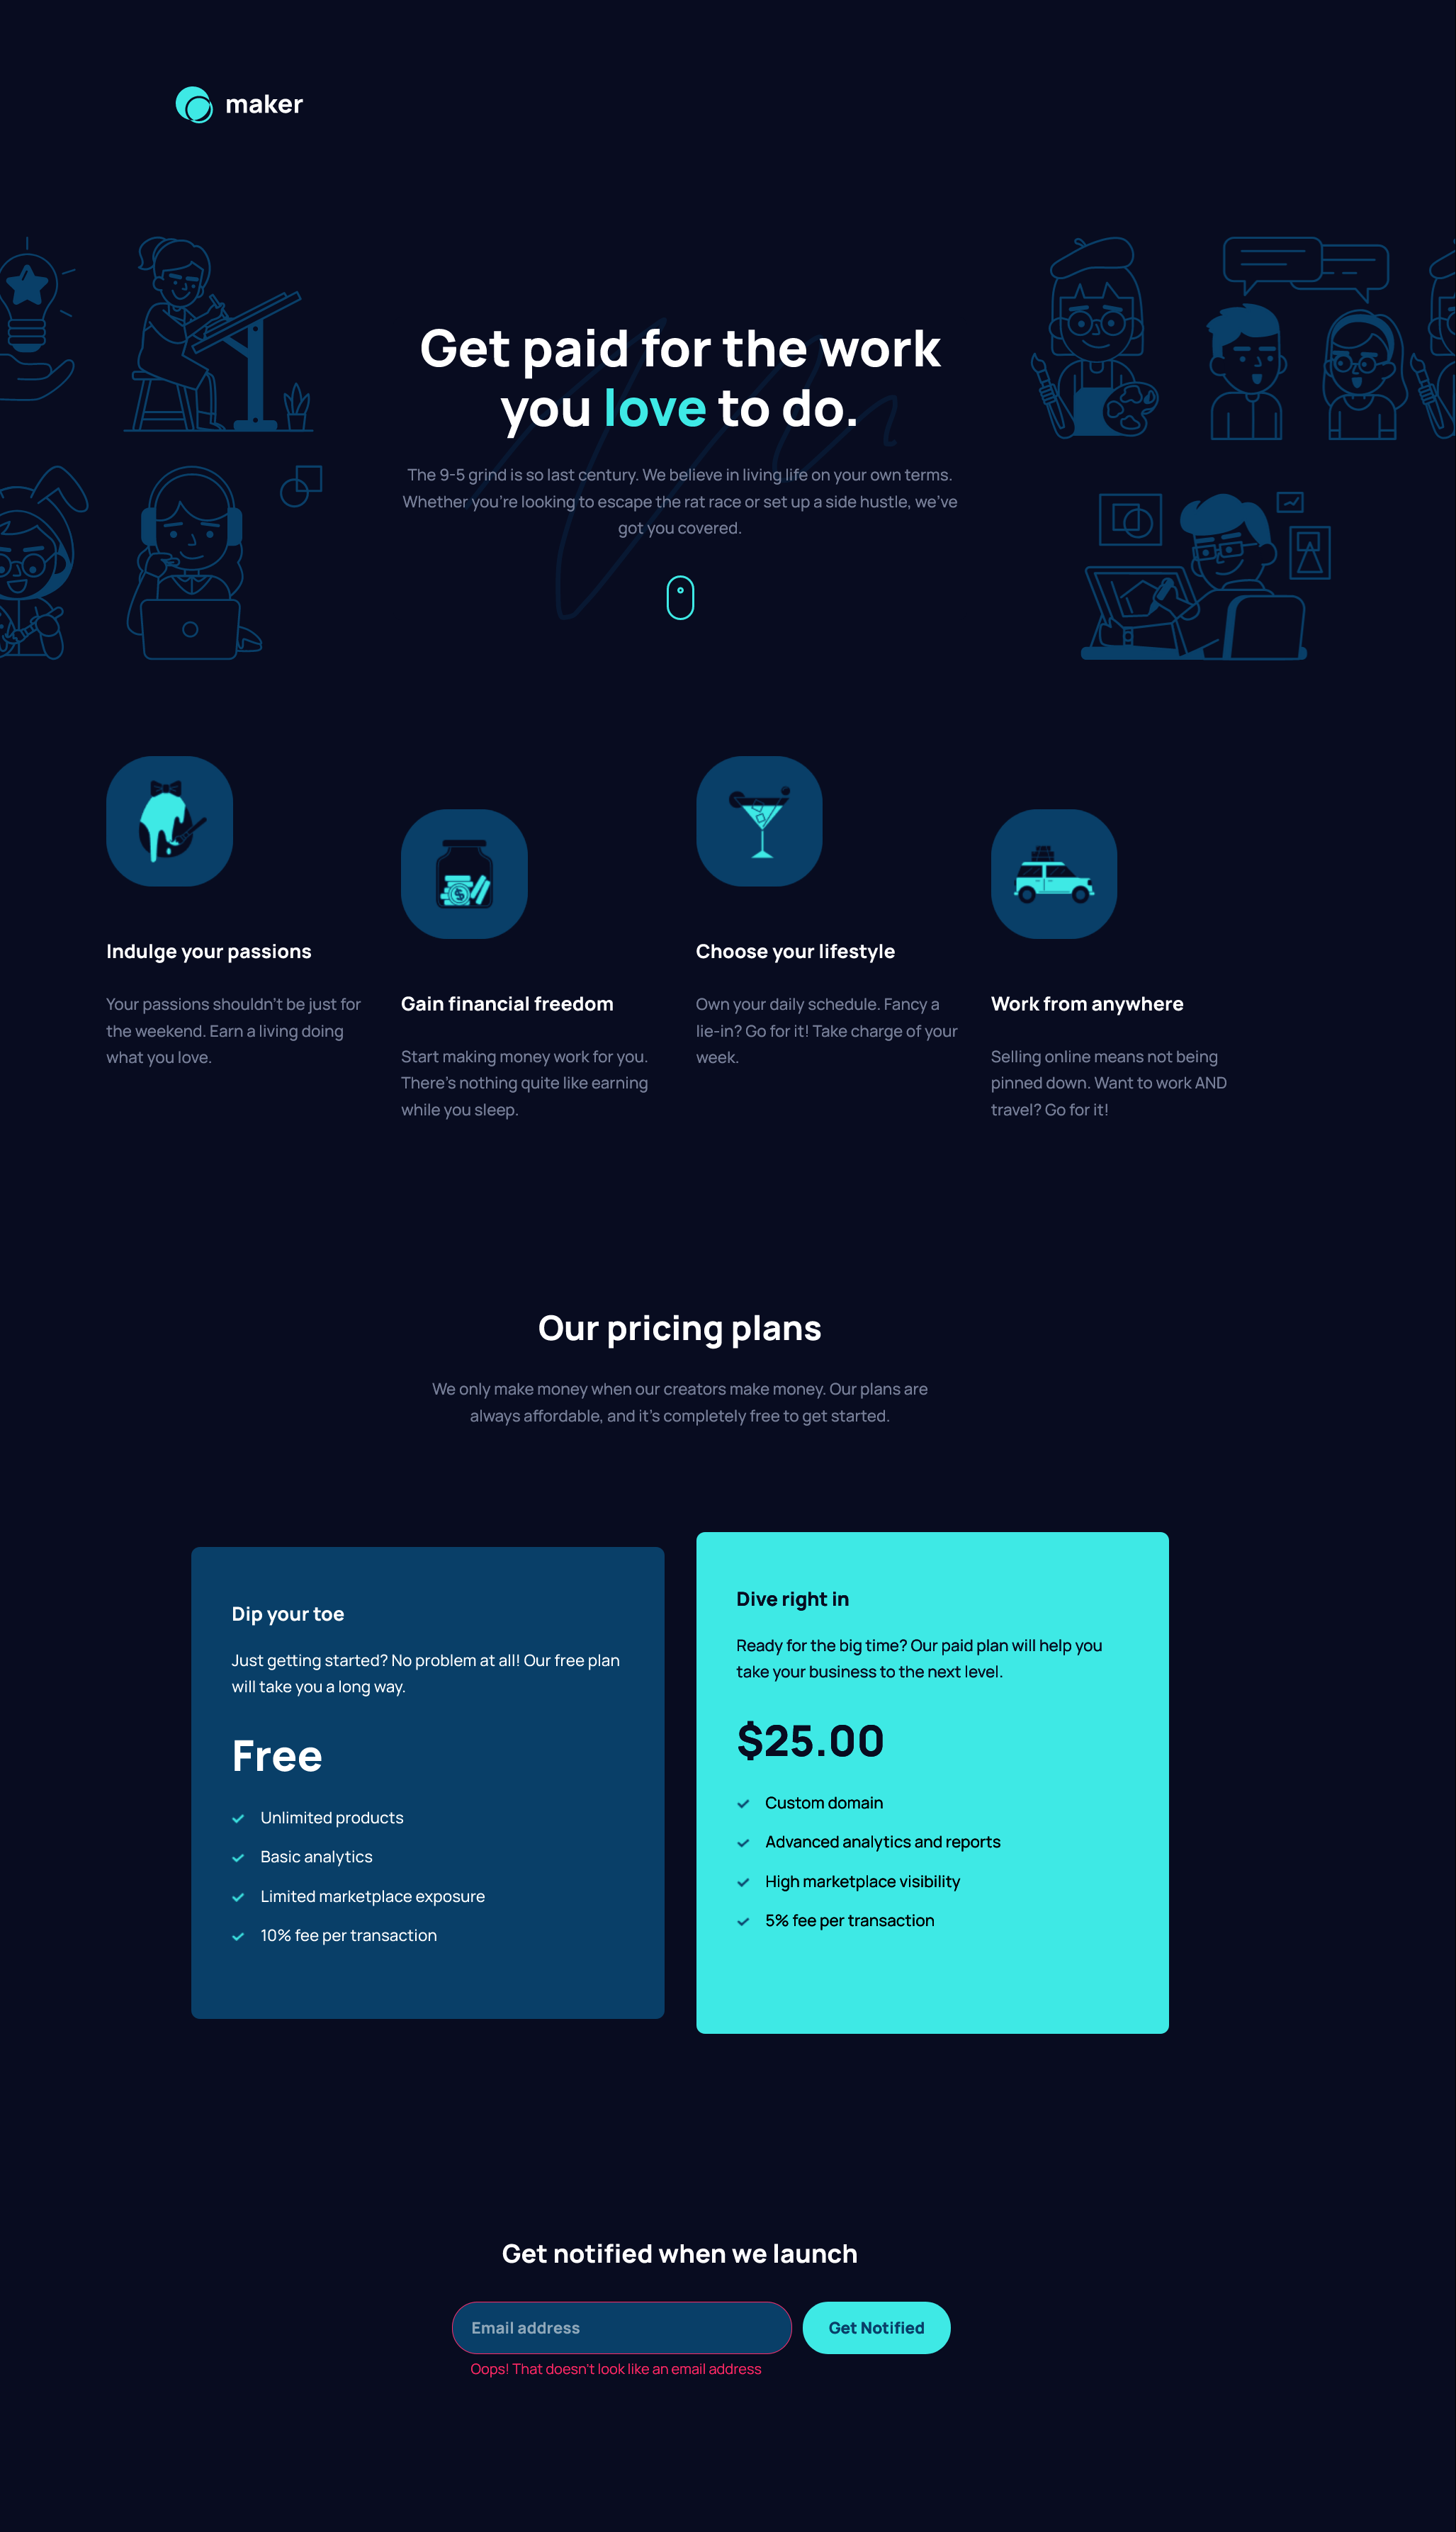 maker
Get paid for the work
you love to do.
The 9-5 grind is so last century. We believe in living life on your own terms.
Whether you’re looking to escape the rat race or set up a side hustle, we’ve
got you covered.
Indulge your passions
Your passions shouldn't be just for
the weekend. Earn a living doing
what you love.
Gain financial freedom
Start making money work for you.
There’s nothing quite like earning
while you sleep.
Choose your lifestyle
Own your daily schedule. Fancy a
lie-in? Go for it! Take charge of your
week.
Work from anywhere
Selling online means not being
pinned down. Want to work AND
travel? Go for it!
Our pricing plans
We only make money when our creators make money. Our plans are
always affordable, and it’s completely free to get started.
Dip your toe
Just getting started? No problem at all! Our free plan
will take you a long way.
Free
Unlimited products
Basic analytics
Limited marketplace exposure
10% fee per transaction
Dive right in
Ready for the big time? Our paid plan will help you
take your business to the next level.
$25.00
Custom domain
Advanced analytics and reports
High marketplace visibility
5% fee per transaction
Get notified when we launch
Email address
Get Notified
Oops! That doesn't look like an email address